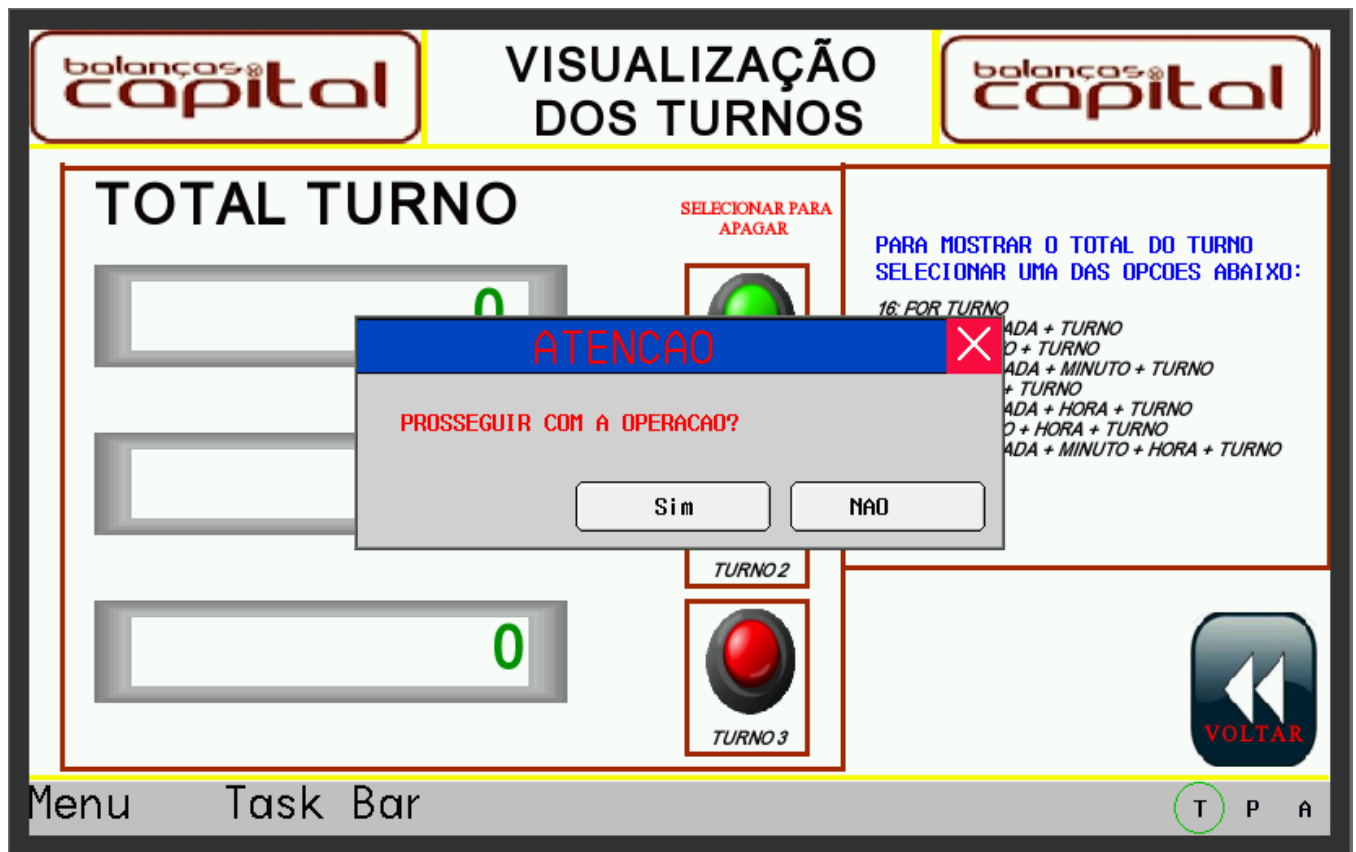 balanças capital
VISUALIZAÇÃO
DOS TURNOS
balanças capital
TOTAL TURNO
SELECIONAR PARA
APAGAR
0
TURNO 2
0
TURNO 3
PARA MOSTRAR O TOTAL DO TURNO
SELECIONAR UMA DAS OPCOES ABAIXO:
16: FOR TURNO
ADA + TURNO
O + TURNO
ADA + MINUTO + TURNO
+ TURNO
ADA + HORA + TURNO
O + HORA + TURNO
ADA + MINUTO + HORA + TURNO
ATENCAO
PROSSEGUIR COM A OPERACAO?
Sim
NAO
VOLTAR
Menu
Task Bar
T P A